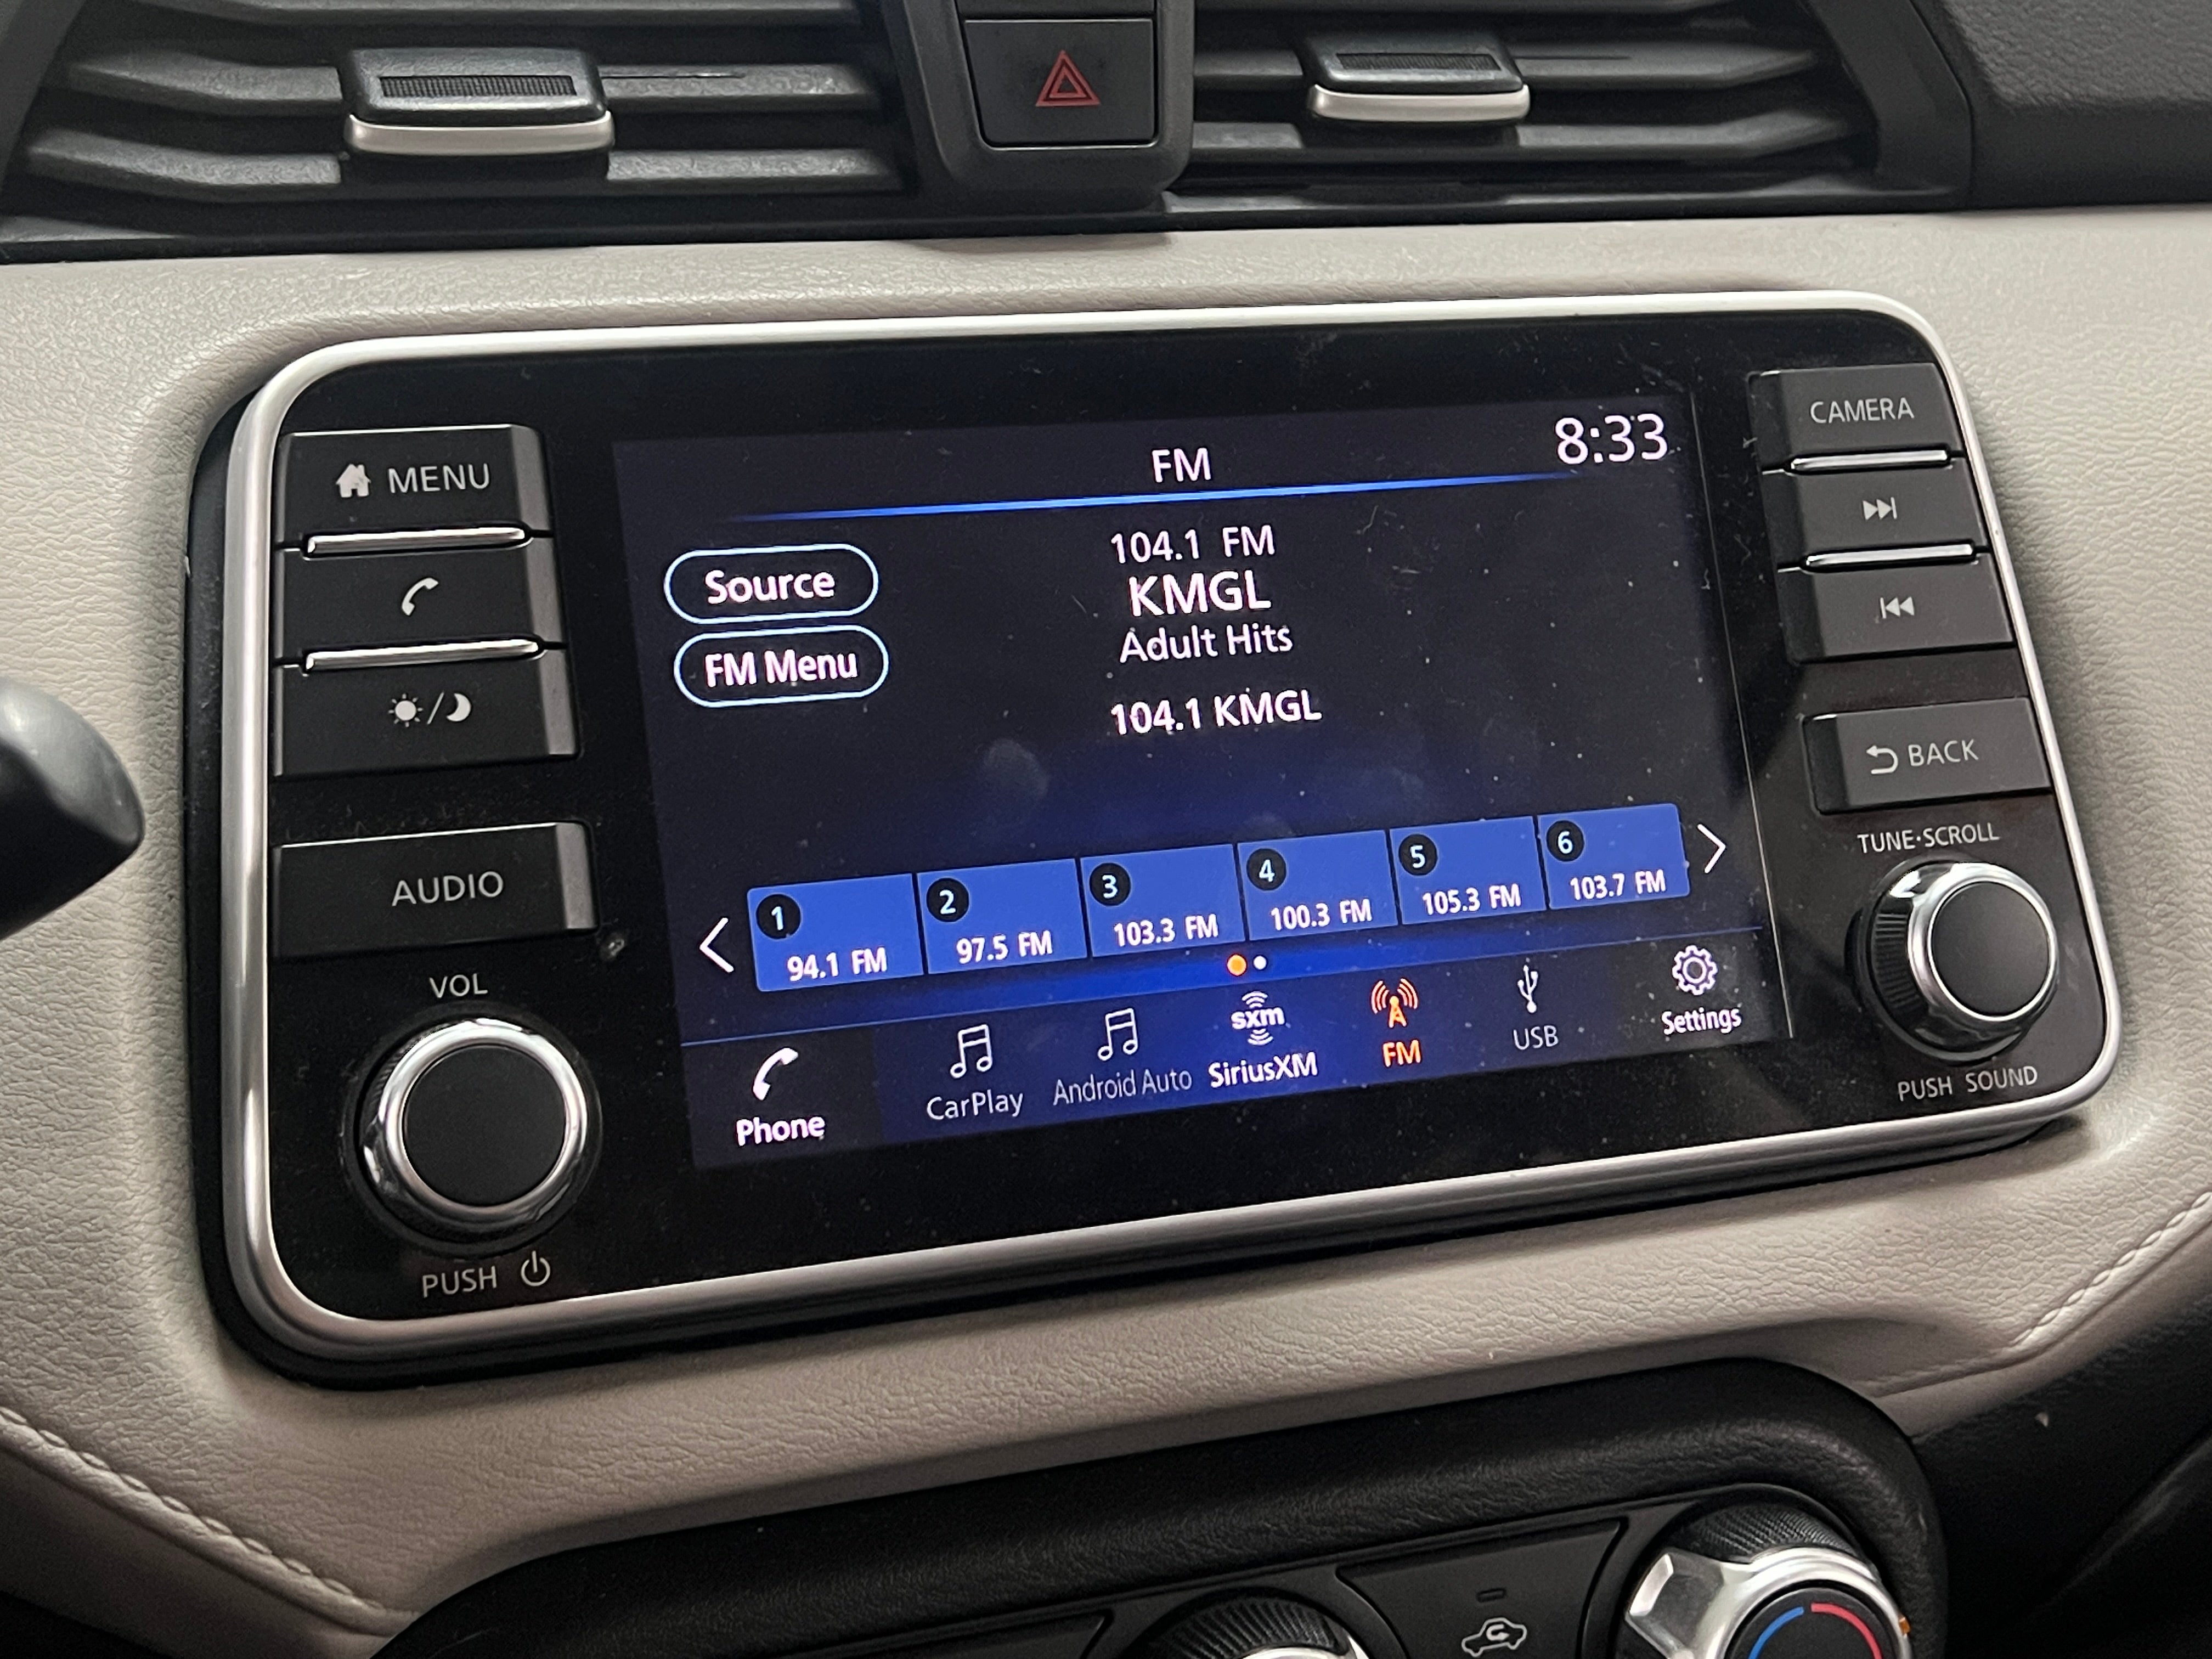 MENU
AUDIO
VOL
PUSH
FM
8:33
Source
FM Menu
104.1 FM
KMGL
Adult Hits
104.1 KMGL
1
94.1 FM
2
97.5 FM
3
103.3 FM
4
100.3 FM
5
105.3 FM
6
103.7 FM
Phone
CarPlay
Android Auto
sxm
SiriusXM
FM
USB
Settings
CAMERA
BACK
TUNE·SCROLL
PUSH SOUND